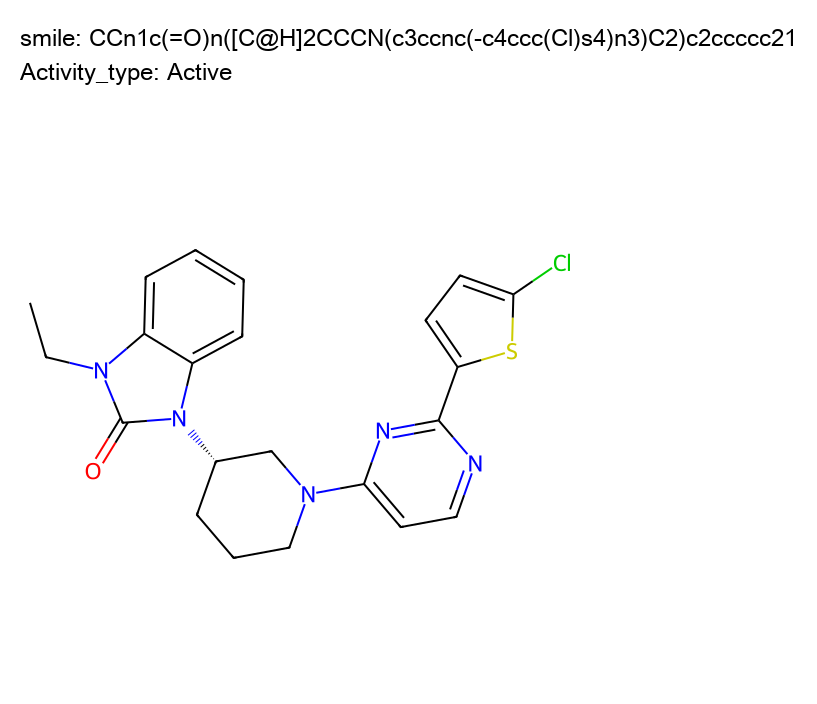 smile: CCn1c(=O)n([C@H]2CCCN(c3ccnc(-c4ccc(Cl)s4)n3)C2)c2ccccc21
Activity_type: Active
Cl
S
N
N
N
N
N
O